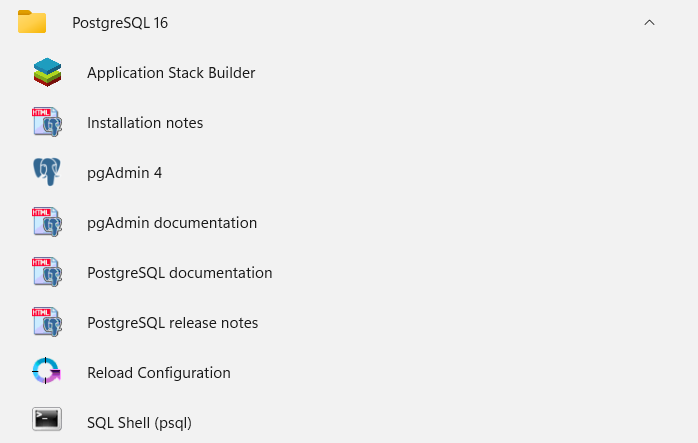 PostgreSQL 16
Application Stack Builder
HTML
Installation notes
pgAdmin 4
HTML
pgAdmin documentation
HTML
PostgreSQL documentation
HTML
PostgreSQL release notes
Reload Configuration
SQL Shell (psql)